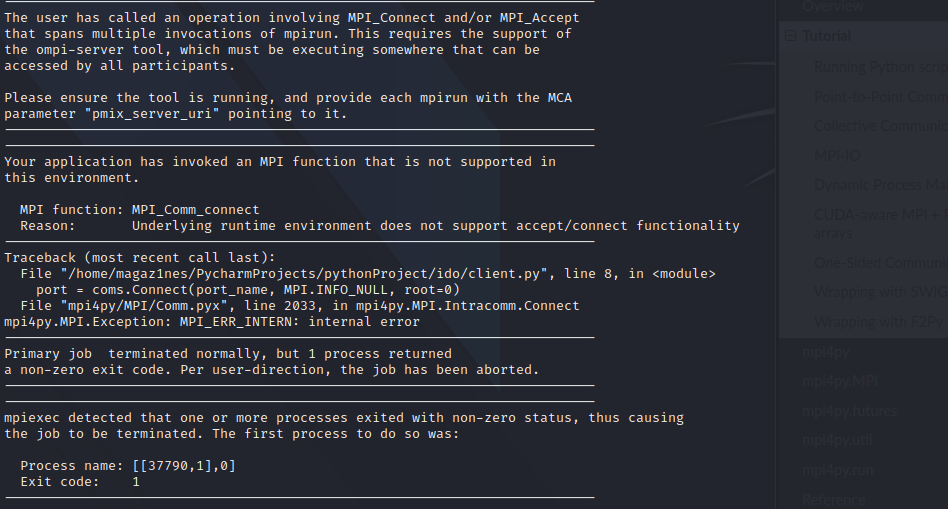 The user has called an operation involving MPI_Connect and/or MPI_Accept
that spans multiple invocations of mpirun. This requires the support of
the ompi-server tool, which must be executing somewhere that can be
accessed by all participants.
Please ensure the tool is running, and provide each mpirun with the MCA
parameter "pmix_server_uri" pointing to it.
Your application has invoked an MPI function that is not supported in
this environment.
MPI function: MPI_Comm_connect
Reason: Underlying runtime environment does not support accept/connect functionality
Traceback (most recent call last):
File "/home/magaz1nes/PycharmProjects/pythonProject/ido/client.py", line 8, in <module>
port = coms.Connect(port_name, MPI.INFO_NULL, root=0)
File "mpi4py/MPI/Comm.pyx", line 2033, in mpi4py.MPI.Intracomm.Connect
mpi4py.MPI.Exception: MPI_ERR_INTERN: internal error
Primary job  terminated normally, but 1 process returned
a non-zero exit code. Per user-direction, the job has been aborted.
mpiexec detected that one or more processes exited with non-zero status, thus causing
the job to be terminated. The first process to do so was:
Process name: [[37790,1],0]
Exit code:    1
Overview
Tutorial
Running Python scrip
Point-to-Point Comm
Collective Communic
MPI-IO
Dynamic Process Ma
CUDA-aware MPI +
arrays
One-Sided Communi
Wrapping with SWIG
Wrapping with F2Py
mpi4py
mpi4py.MPI
mpi4py.futures
mpi4py.util
mpi4py.run
Reference